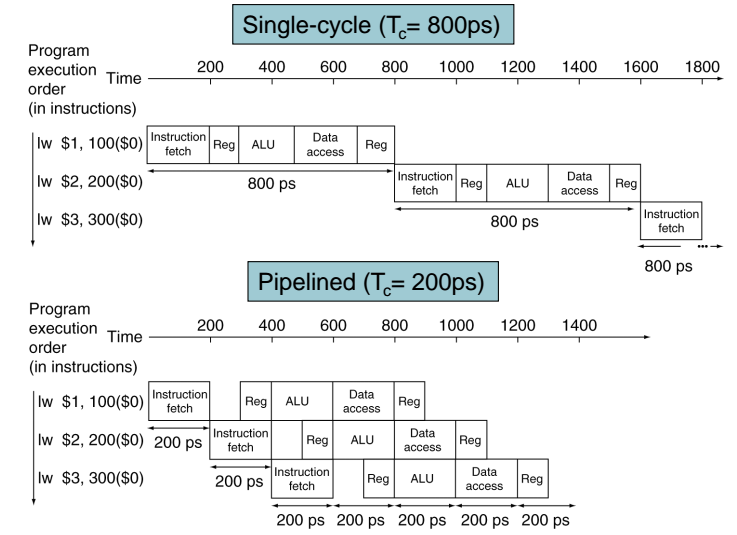 Single-cycle (Tc= 800ps)
Program
execution
order
(in instructions)
Time
200 400 600 800 1000 1200 1400 1600 1800
lw $1, 100($0)
Instruction
fetch
Reg
ALU
Data
access
Reg
800 ps
lw $2, 200($0)
Instruction
fetch
Reg
ALU
Data
access
Reg
800 ps
lw $3, 300($0)
Instruction
fetch
800 ps
Pipelined (Tc= 200ps)
Program
execution
order
(in instructions)
Time
200 400 600 800 1000 1200 1400
lw $1, 100($0)
Instruction
fetch
Reg
ALU
Data
access
Reg
200 ps
lw $2, 200($0)
Instruction
fetch
Reg
ALU
Data
access
Reg
200 ps
lw $3, 300($0)
Instruction
fetch
Reg
ALU
Data
access
Reg
200 ps 200 ps 200 ps 200 ps 200 ps